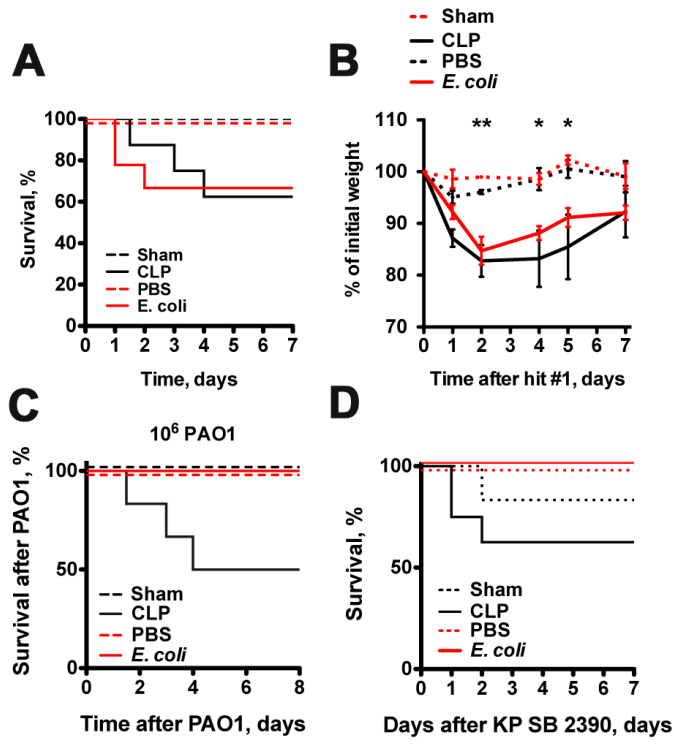 Sham
CLP
PBS
E. coli
A
B
100
80
60
40
20
0
Survival, %
Sham
CLP
PBS
E. coli
0 1 2 3 4 5 6 7
Time, days
110
100
90
80
70
% of initial weight
** * *
0 1 2 3 4 5 6 7
Time after hit #1, days
C
D
10⁶ PAO1
100
50
0
Survival after PAO1, %
Sham
CLP
PBS
E. coli
0 2 4 6 8
Time after PAO1, days
100
50
0
Survival, %
Sham
CLP
PBS
E. coli
0 1 2 3 4 5 6 7
Days after KP SB 2390, days